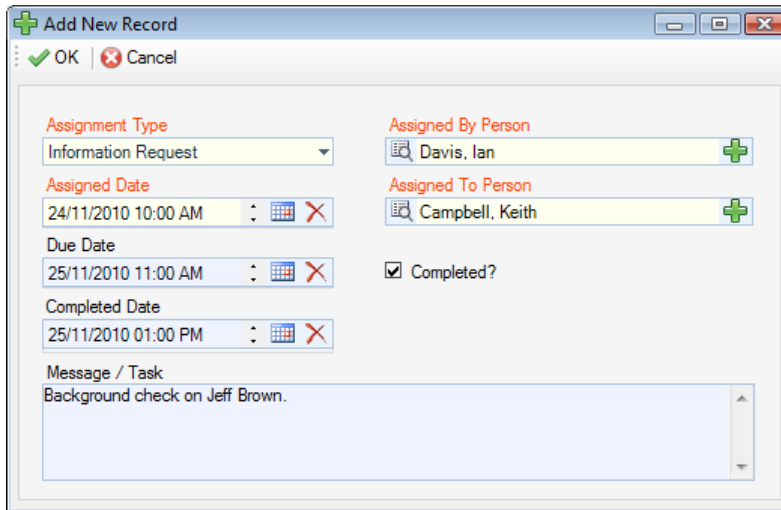 Add New Record
OK Cancel
Assignment Type
Information Request
Assigned By Person
Davis, Ian
Assigned Date
24/11/2010 10:00 AM
Assigned To Person
Campbell, Keith
Due Date
25/11/2010 11:00 AM
Completed?
Completed Date
25/11/2010 01:00 PM
Message / Task
Background check on Jeff Brown.